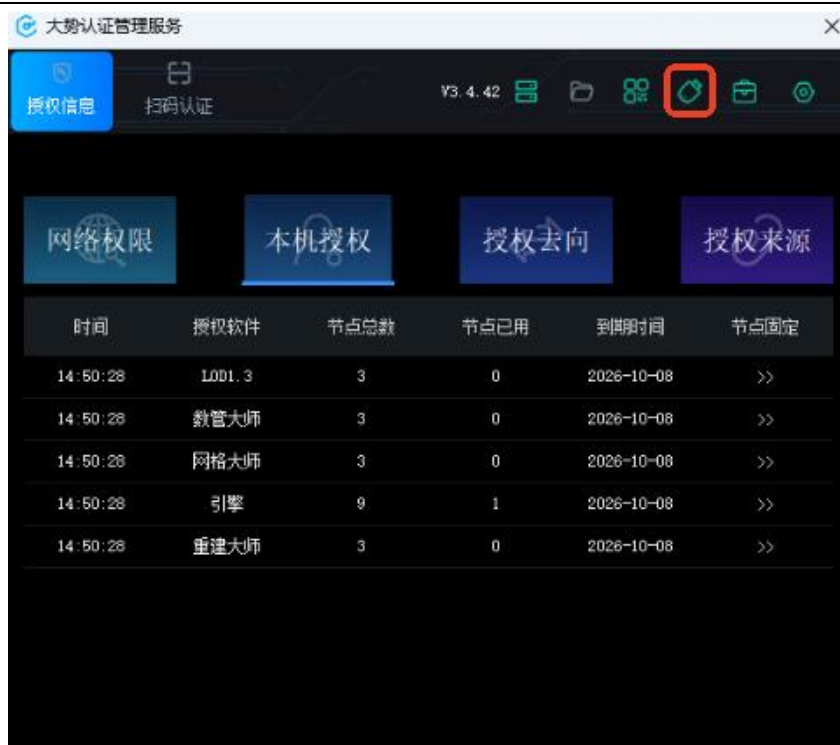 大势认证管理服务
授权信息 扫码认证 V3.4.42
网络权限 本机授权 授权去向 授权来源
时间 授权软件 节点总数 节点已用 到期时间 节点固定
14:50:28 LOD1.3 3 0 2026-10-08 >>
14:50:28 数管大师 3 0 2026-10-08 >>
14:50:28 网格大师 3 0 2026-10-08 >>
14:50:28 引擎 9 1 2026-10-08 >>
14:50:28 重建大师 3 0 2026-10-08 >>